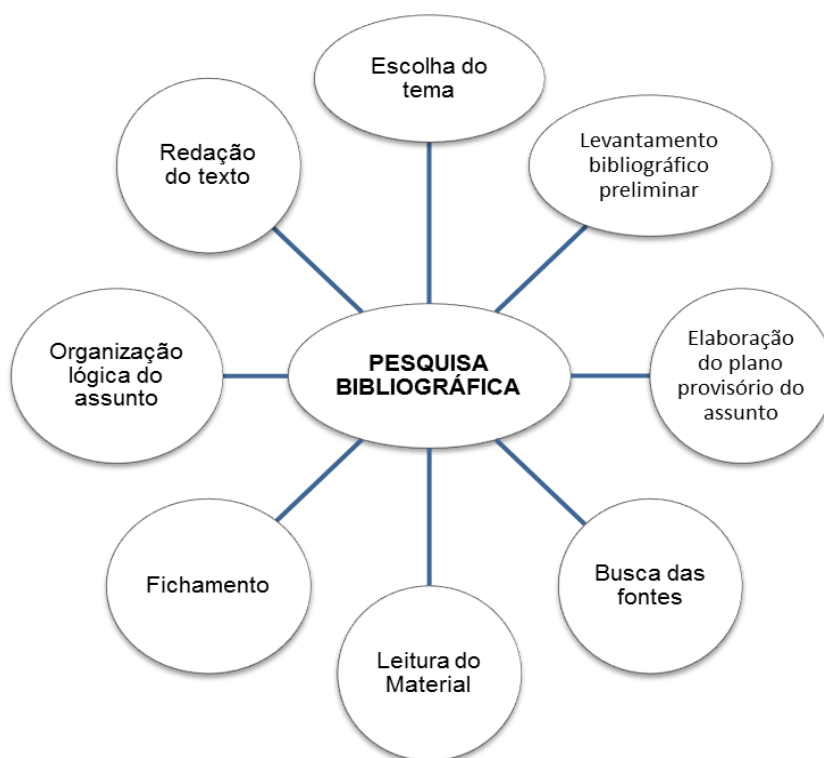 Escolha do
tema
Levantamento
bibliográfico
preliminar
Elaboração
do plano
provisório do
assunto
Busca das
fontes
Leitura do
Material
Fichamento
Organização
lógica do
assunto
Redação
do texto
PESQUISA
BIBLIOGRÁFICA